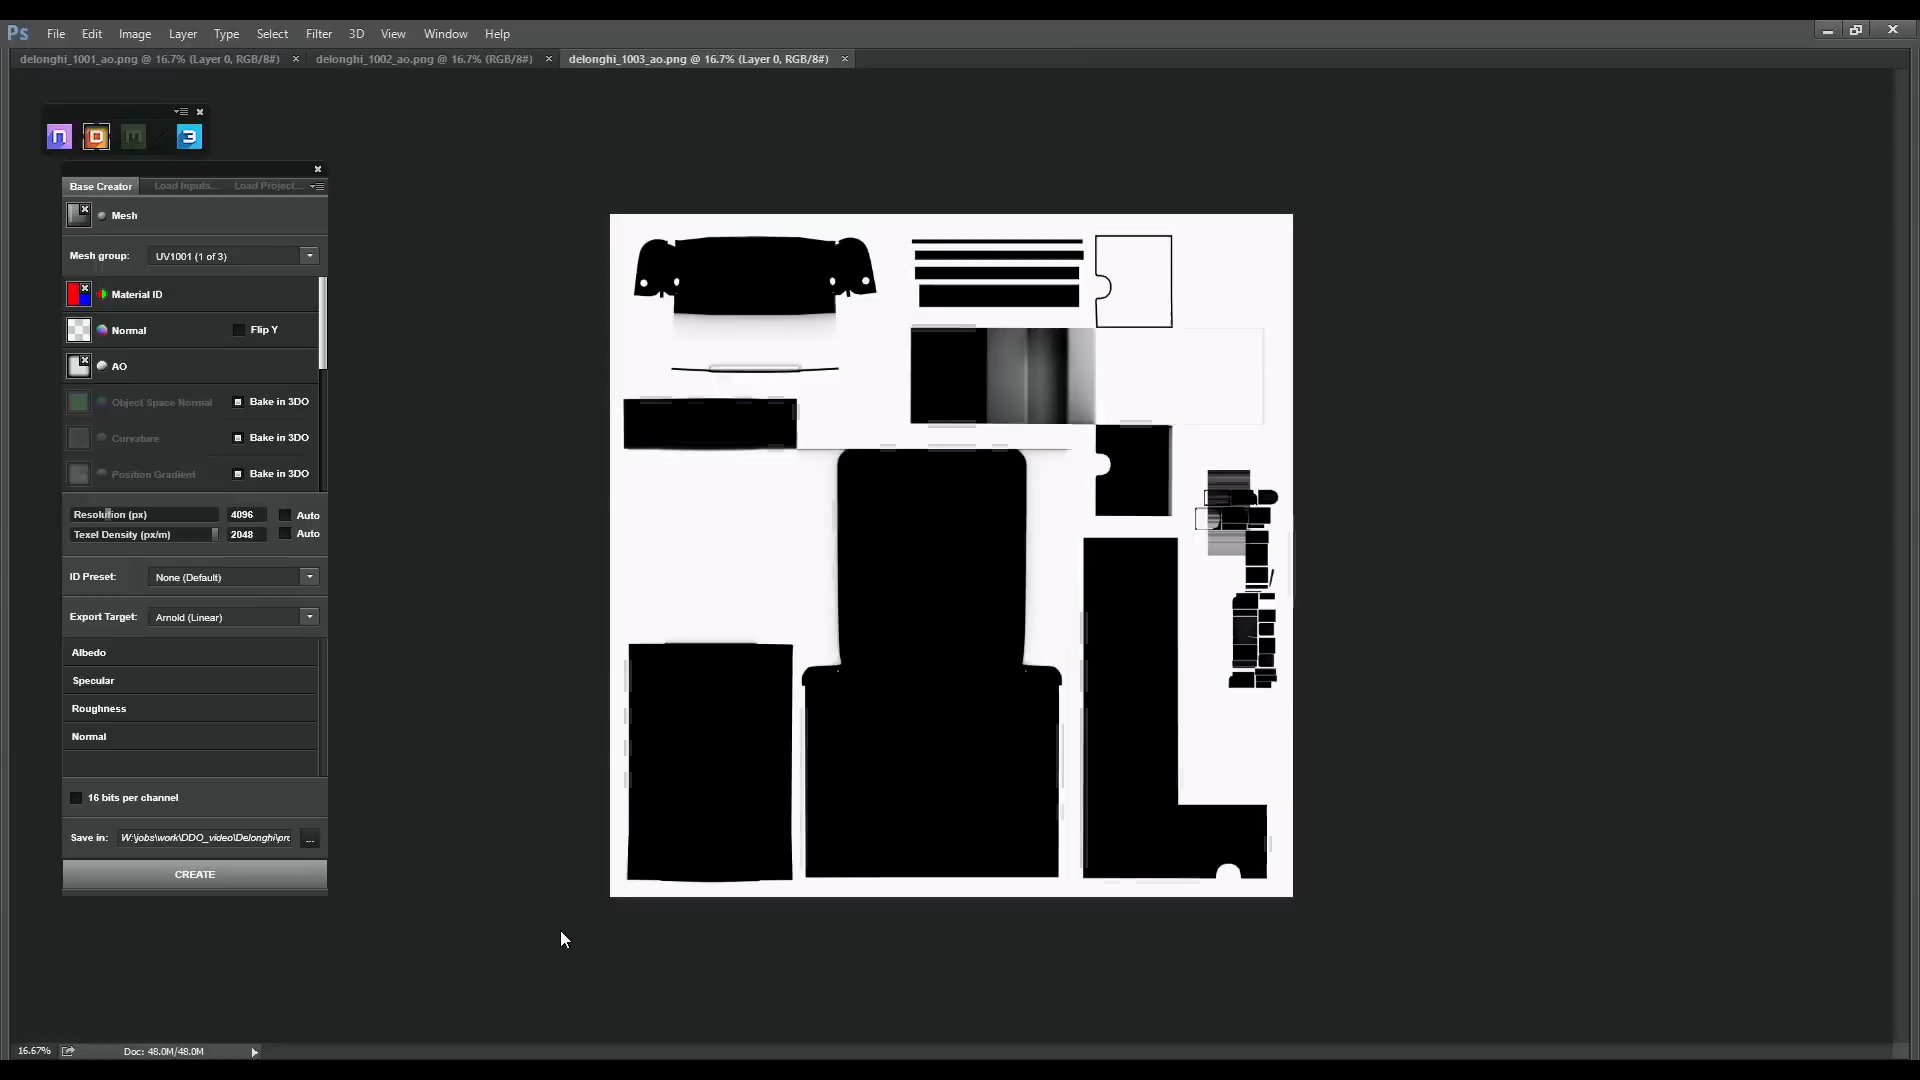 Ps File Edit Image Layer Type Select Filter 3D View Window Help
delonghi_1001_ao.png @ 16.7% (Layer 0, RGB/8#) × delonghi_1002_ao.png @ 16.7% (RGB/8#) × delonghi_1003_ao.png @ 16.7% (Layer 0, RGB/8#) ×
Base Creator Load Inputs... Load Project...
Mesh
Mesh group: UV1001 (1 of 3)
Material ID
Normal Flip Y
AO
Object Space Normal Bake in 3DO
Curvature Bake in 3DO
Position Gradient Bake in 3DO
Resolution (px) 4096 Auto
Texel Density (px/m) 2048 Auto
ID Preset: None (Default)
Export Target: Arnold (Linear)
Albedo
Specular
Roughness
Normal
16 bits per channel
Save in: W:\jobs\work\DDO_video\Delonghi\pro ...
CREATE
16.67% Doc: 48.0M/48.0M